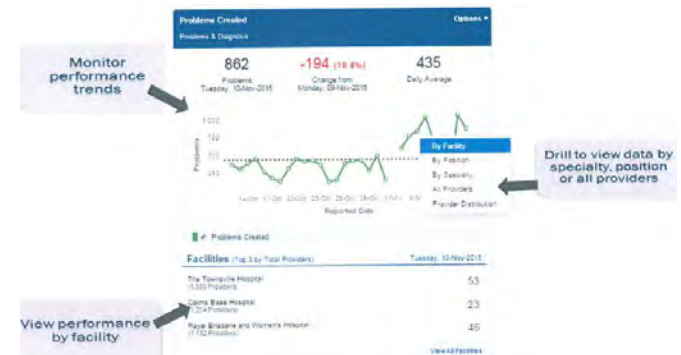 Problems Created
Options
Problems & Diagnosis
Monitor
performance
trends
862
-194 (18.4%)
435
Problems
Change from
Daily Average
Tuesday, 10-Nov-2015
Monday, 09-Nov-2015
Problems
By Facility
By Position
By Specialty
All Providers
Provider Distribution
Drill to view data by
specialty, position
or all providers
Reported Date
Problems Created
Facilities (Top 3 by Total Providers)
Tuesday, 10-Nov-2015
The Townsville Hospital
53
Cairns Base Hospital
23
Royal Brisbane and Women's Hospital
46
View performance
by facility
View All Facilities